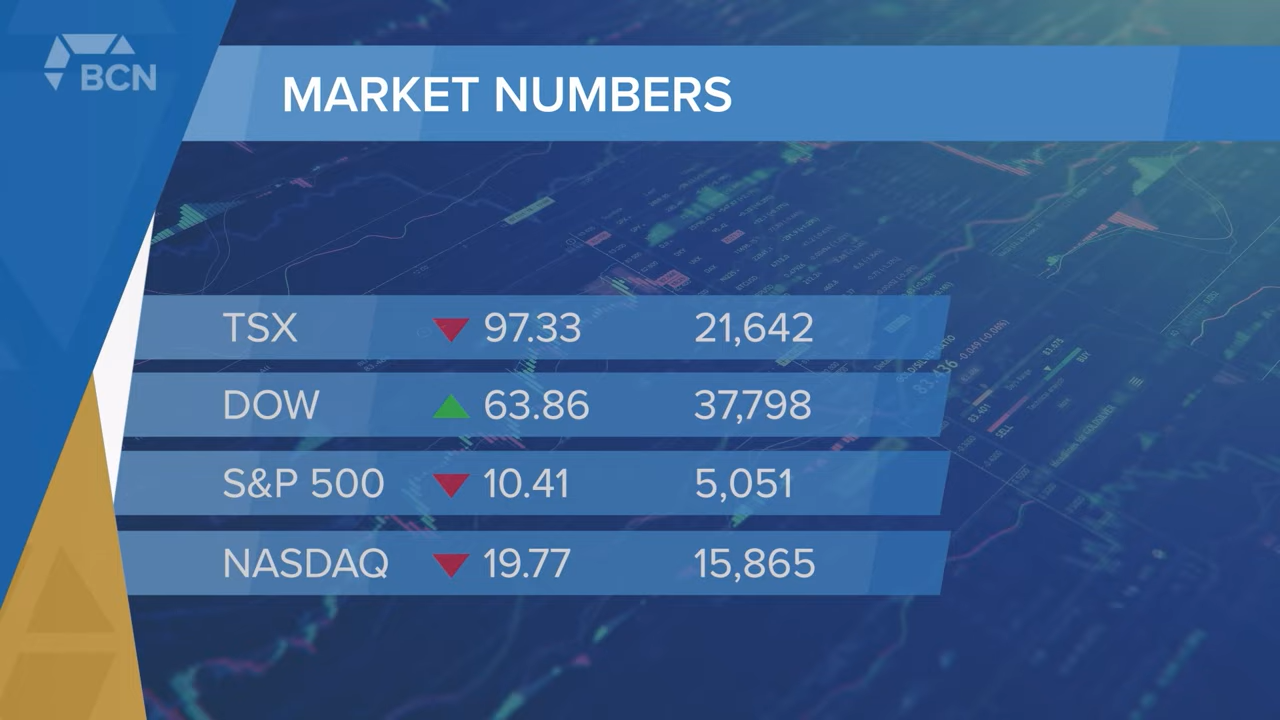 BCN
MARKET NUMBERS
TSX ▼ 97.33 21,642
DOW ▲ 63.86 37,798
S&P 500 ▼ 10.41 5,051
NASDAQ ▼ 19.77 15,865